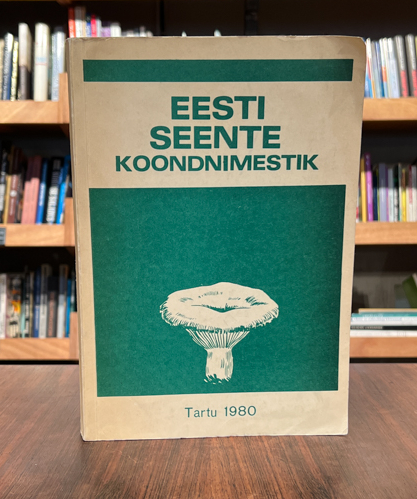 EESTI
SEENTE
KOONDNIMESTIK
Tartu 1980